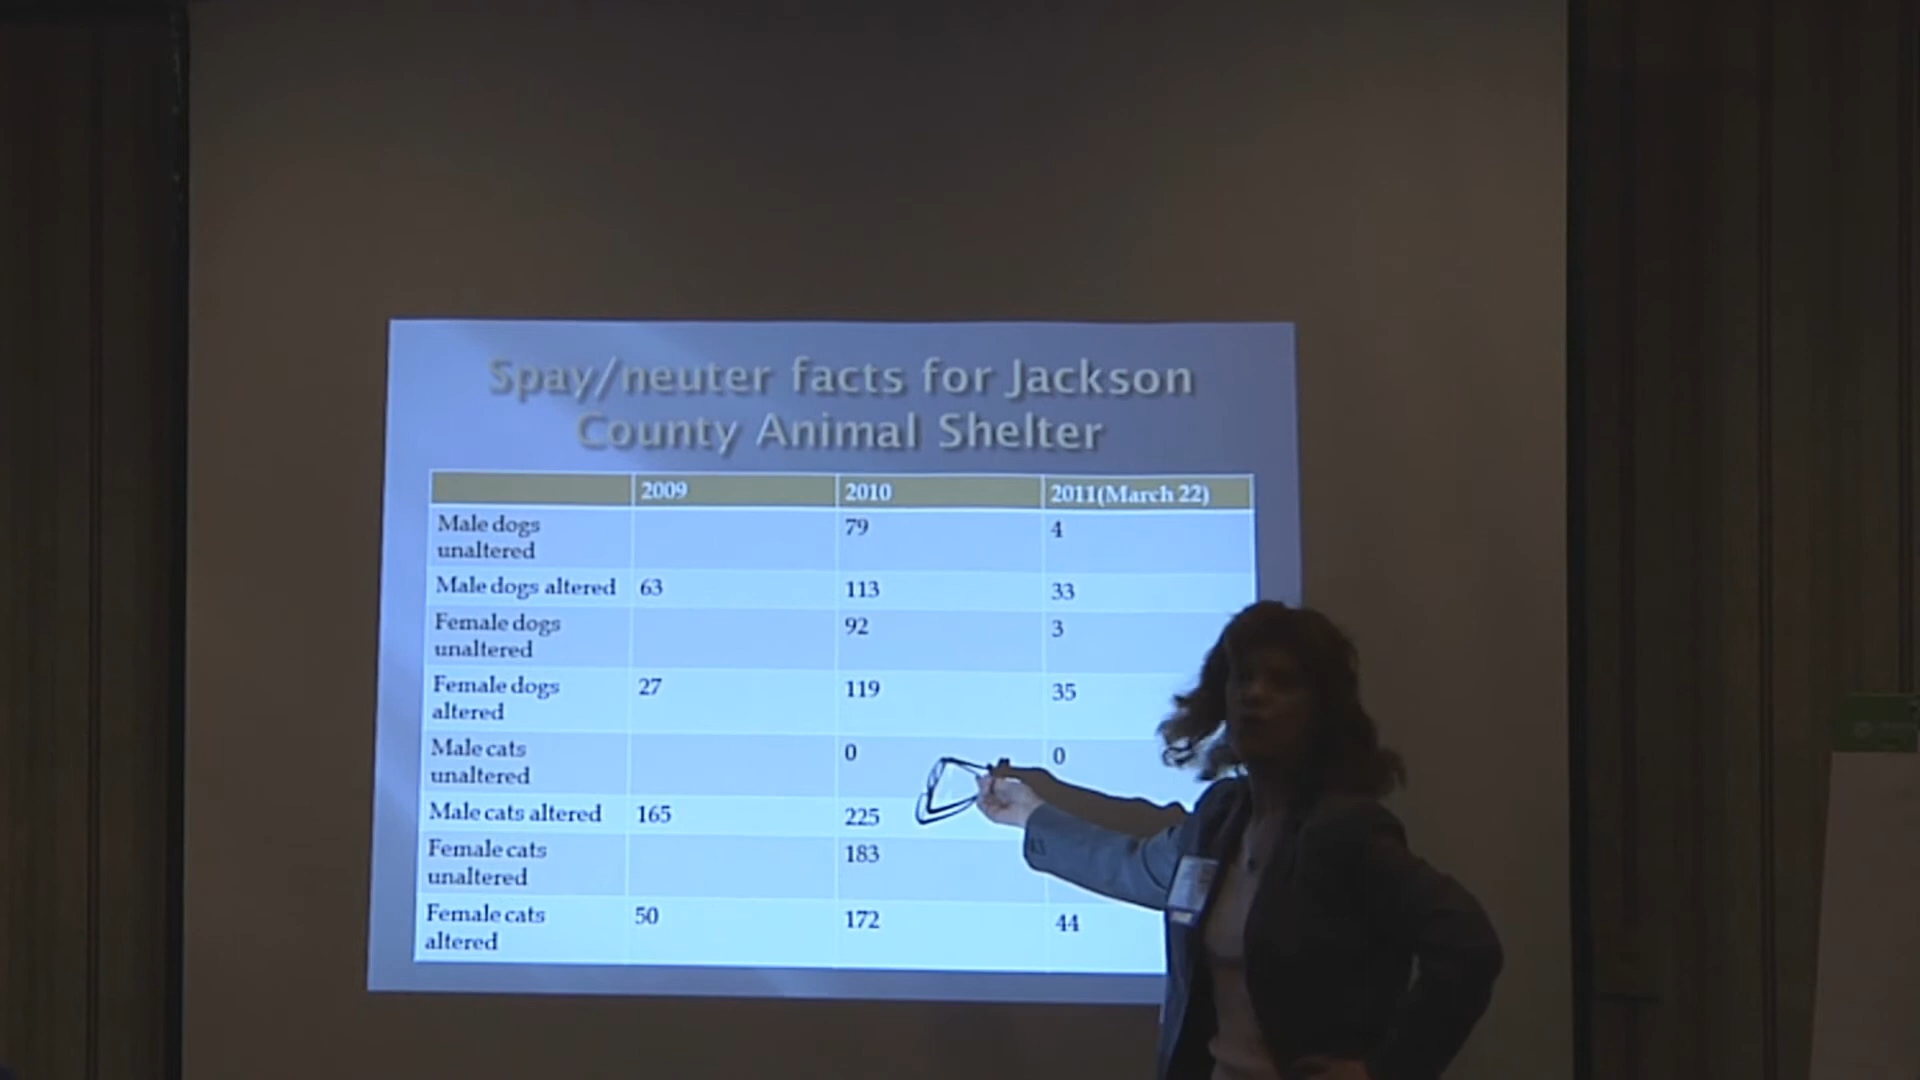 Spay/neuter facts for Jackson
County Animal Shelter
2009 2010 2011(March 22)
Male dogs
unaltered
79 4
Male dogs altered 63 113 33
Female dogs
unaltered
92 3
Female dogs
altered
27 119 35
Male cats
unaltered
0 0
Male cats altered 165 225
Female cats
unaltered
183
Female cats
altered
50 172 44